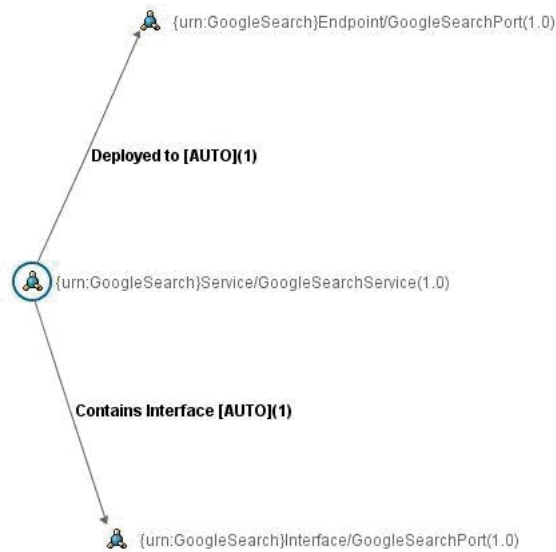 {urn:GoogleSearch}Endpoint/GoogleSearchPort(1.0)
Deployed to [AUTO](1)
{urn:GoogleSearch}Service/GoogleSearchService(1.0)
Contains Interface [AUTO](1)
{urn:GoogleSearch}Interface/GoogleSearchPort(1.0)